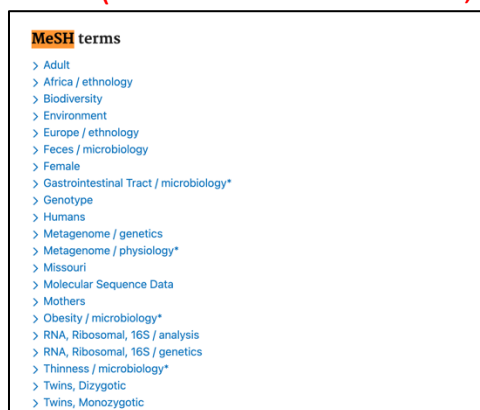 MeSH terms
> Adult
> Africa / ethnology
> Biodiversity
> Environment
> Europe / ethnology
> Feces / microbiology
> Female
> Gastrointestinal Tract / microbiology*
> Genotype
> Humans
> Metagenome / genetics
> Metagenome / physiology*
> Missouri
> Molecular Sequence Data
> Mothers
> Obesity / microbiology*
> RNA, Ribosomal, 16S / analysis
> RNA, Ribosomal, 16S / genetics
> Thinness / microbiology*
> Twins, Dizygotic
> Twins, Monozygotic